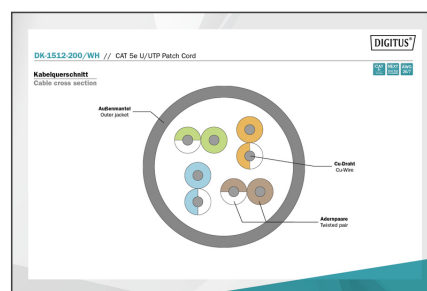 DIGITUS®
DK-1512-200/WH // CAT 5e U/UTP Patch Cord
Kabelquerschnitt
Cable cross section
Außenmantel
Outer jacket
Cu-Draht
Cu-Wire
Adernpaare
Twisted pair